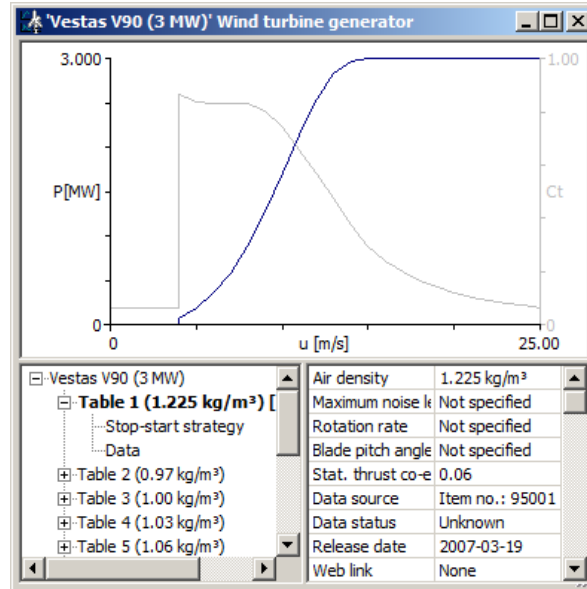 'Vestas V90 (3 MW)' Wind turbine generator
3.000
1.00
P[MW]
Ct
0
0
0
u [m/s]
25.00
Vestas V90 (3 MW)
Table 1 (1.225 kg/m³) [
Stop-start strategy
Data
Table 2 (0.97 kg/m³)
Table 3 (1.00 kg/m³)
Table 4 (1.03 kg/m³)
Table 5 (1.06 kg/m³)
Air density 1.225 kg/m³
Maximum noise le Not specified
Rotation rate Not specified
Blade pitch angle Not specified
Stat. thrust co-e 0.06
Data source Item no.: 95001
Data status Unknown
Release date 2007-03-19
Web link None